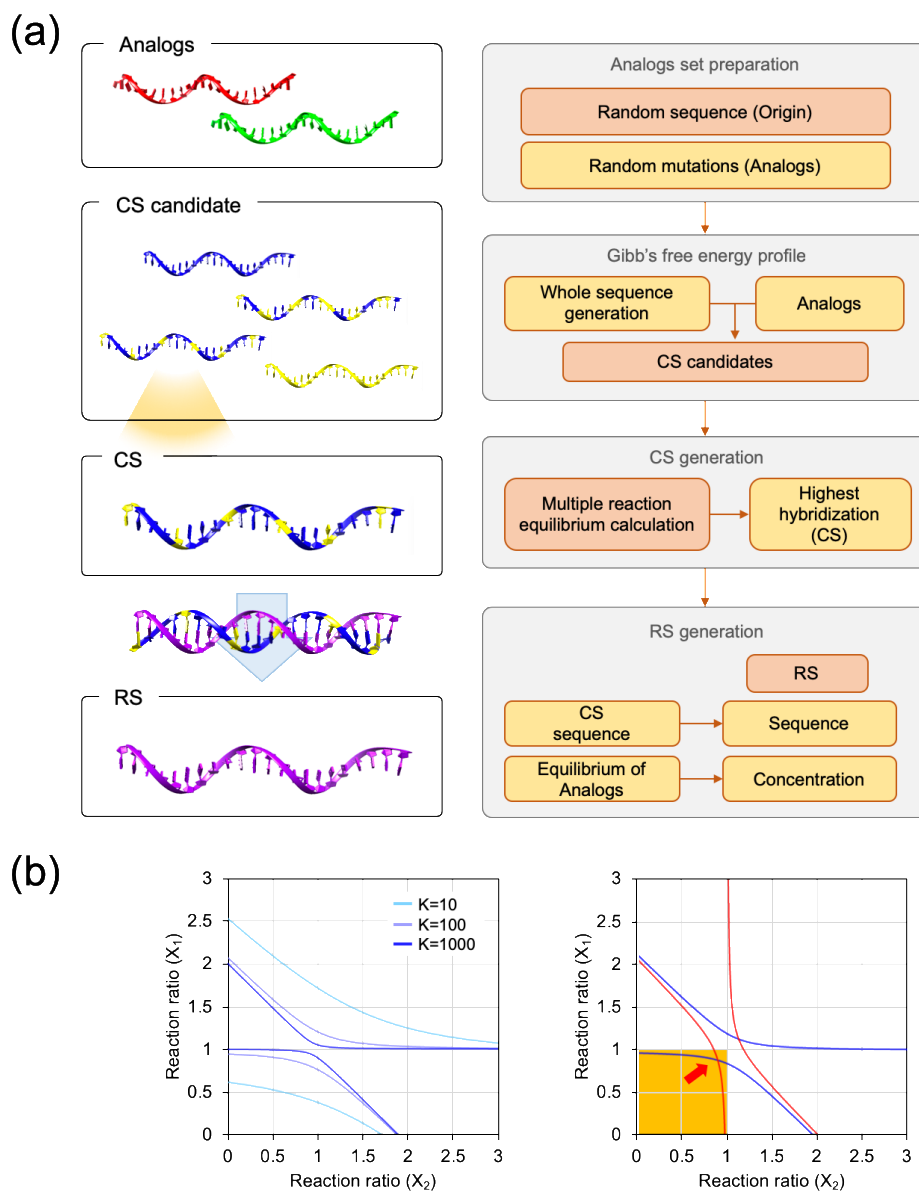 (a)
Analogs
CS candidate
CS
RS
Analogs set preparation
Random sequence (Origin)
Random mutations (Analogs)
Gibb's free energy profile
Whole sequence
generation
Analogs
CS candidates
CS generation
Multiple reaction
equilibrium calculation
Highest
hybridization
(CS)
RS generation
RS
CS
sequence
Sequence
Equilibrium of
Analogs
Concentration
(b)
Reaction ratio (X₁)
3
2.5
2
1.5
1
0.5
0
K=10
K=100
K=1000
0 0.5 1 1.5 2 2.5 3
Reaction ratio (X₂)
Reaction ratio (X₁)
3
2.5
2
1.5
1
0.5
0
0 0.5 1 1.5 2 2.5 3
Reaction ratio (X₂)